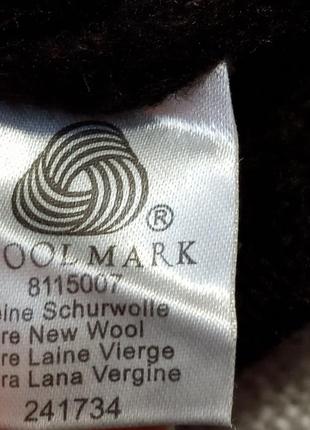 ®
OOLMARK
8115007
eine Schurwolle
re New Wool
re Laine Vierge
ra Lana Vergine
241734